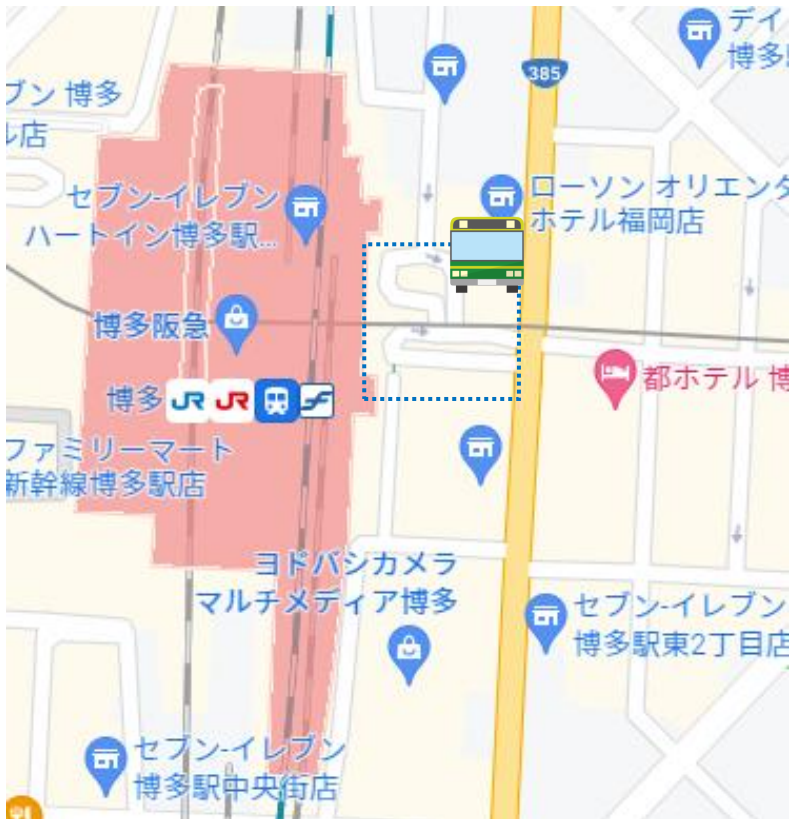 デイ
博多
385
ブン 博多
ル店
セブン-イレブン
ハートイン博多駅...
ローソン オリエンタ
ホテル福岡店
博多阪急
都ホテル 博
博多
JR JR
ファミリーマート
新幹線博多駅店
ヨドバシカメラ
マルチメディア博多
セブン-イレブン
博多駅東2丁目店
セブン-イレブン
博多駅中央街店